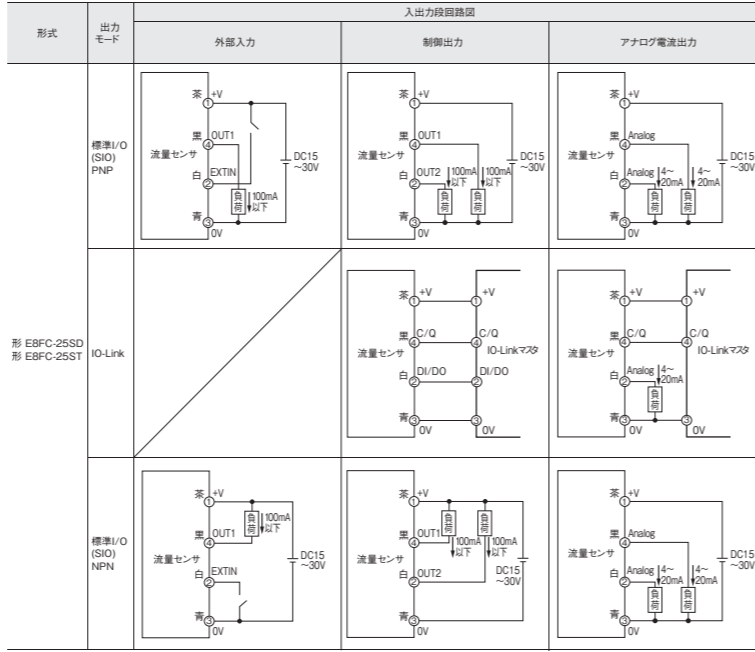 形式
出力
モード
入出力段回路図
外部入力
制御出力
アナログ電流出力
形 E8FC-25SD
形 E8FC-25ST
標準I/O
(SIO)
PNP
茶
①
+V
黒
④
OUT1
流量センサ
白
②
EXTIN
負荷
100mA
以下
DC15
～30V
青
③
0V
茶
①
+V
黒
④
OUT1
流量センサ
白
②
OUT2
100mA
以下
100mA
以下
負荷
負荷
DC15
～30V
青
③
0V
茶
①
+V
黒
④
Analog
流量センサ
白
②
Analog
4～
20mA
4～
20mA
負荷
負荷
DC15
～30V
青
③
0V
IO-Link
茶
①
+V
①
+V
黒
④
C/Q
④
C/Q
流量センサ
IO-Linkマスタ
白
②
DI/DO
②
DI/DO
青
③
0V
③
0V
茶
①
+V
①
+V
黒
④
C/Q
④
C/Q
流量センサ
IO-Linkマスタ
白
②
Analog
4～
20mA
負荷
青
③
0V
③
0V
標準I/O
(SIO)
NPN
茶
①
+V
負荷
100mA
以下
黒
④
OUT1
流量センサ
白
②
EXTIN
DC15
～30V
青
③
0V
茶
①
+V
負荷
負荷
黒
④
OUT1
100mA
以下
100mA
以下
流量センサ
白
②
OUT2
DC15
～30V
青
③
0V
茶
①
+V
黒
④
Analog
流量センサ
白
②
Analog
4～
20mA
4～
20mA
負荷
負荷
DC15
～30V
青
③
0V